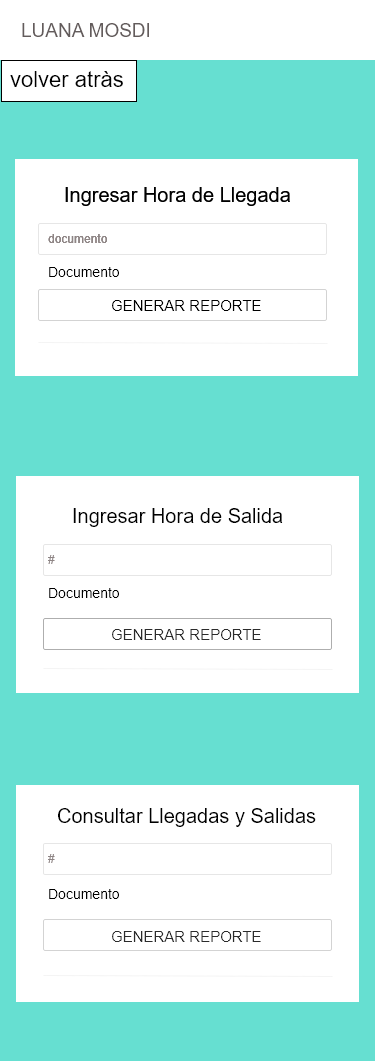 LUANA MOSDI
volver atràs
Ingresar Hora de Llegada
documento
Documento
GENERAR REPORTE
Ingresar Hora de Salida
#
Documento
GENERAR REPORTE
Consultar Llegadas y Salidas
#
Documento
GENERAR REPORTE